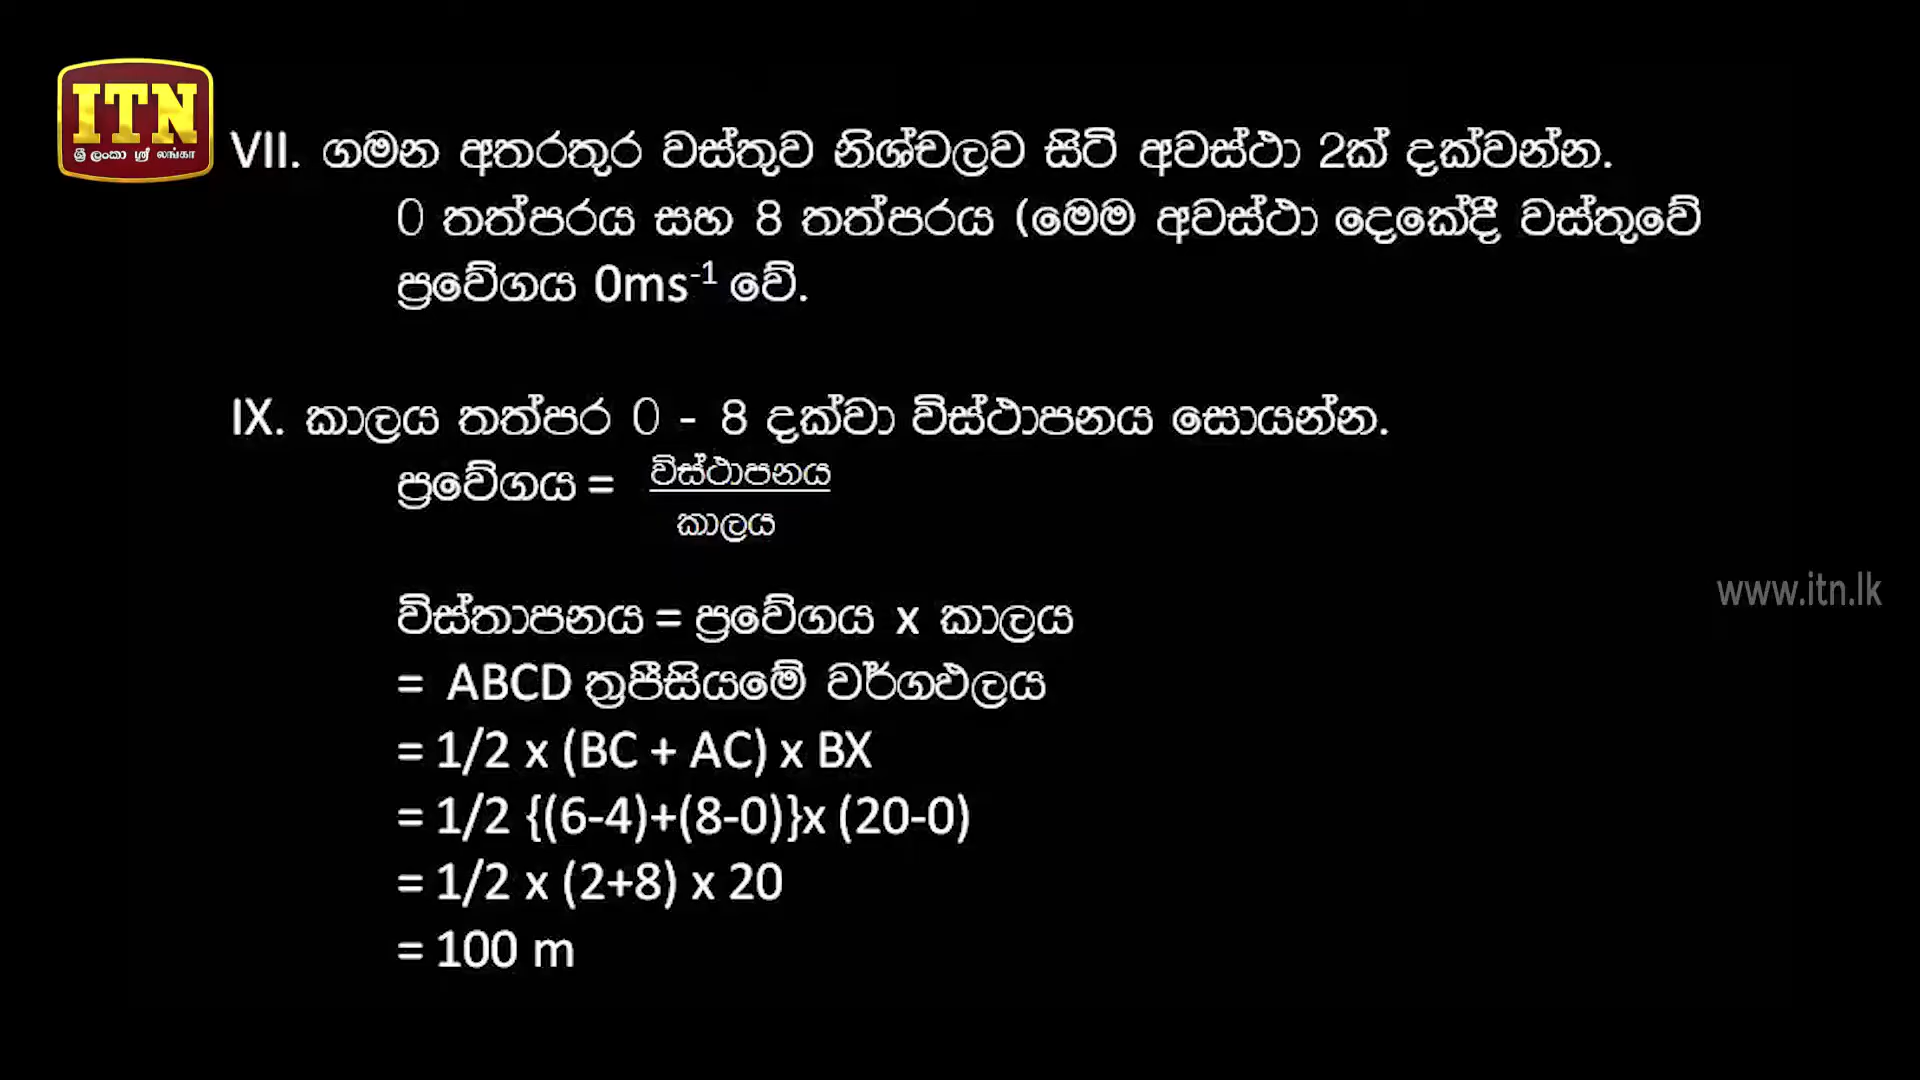 ITN
ශ්‍රී ලංකා ශ්‍රී லங்கா
VII. ගමන අතරතුර වස්තුව නිශ්චලව සිටි අවස්ථා 2ක් දක්වන්න.
0 තත්පරය සහ 8 තත්පරය (මෙම අවස්ථා දෙකේදී වස්තුවේ
ප්‍රවේගය 0ms⁻¹ වේ.
IX. කාලය තත්පර 0 - 8 දක්වා විස්ථාපනය සොයන්න.
ප්‍රවේගය = විස්ථාපනය
කාලය
www.itn.lk
විස්තාපනය = ප්‍රවේගය x කාලය
= ABCD ත්‍රපීසියමේ වර්ගඵලය
= 1/2 x (BC + AC) x BX
= 1/2 {(6-4)+(8-0)}x (20-0)
= 1/2 x (2+8) x 20
= 100 m